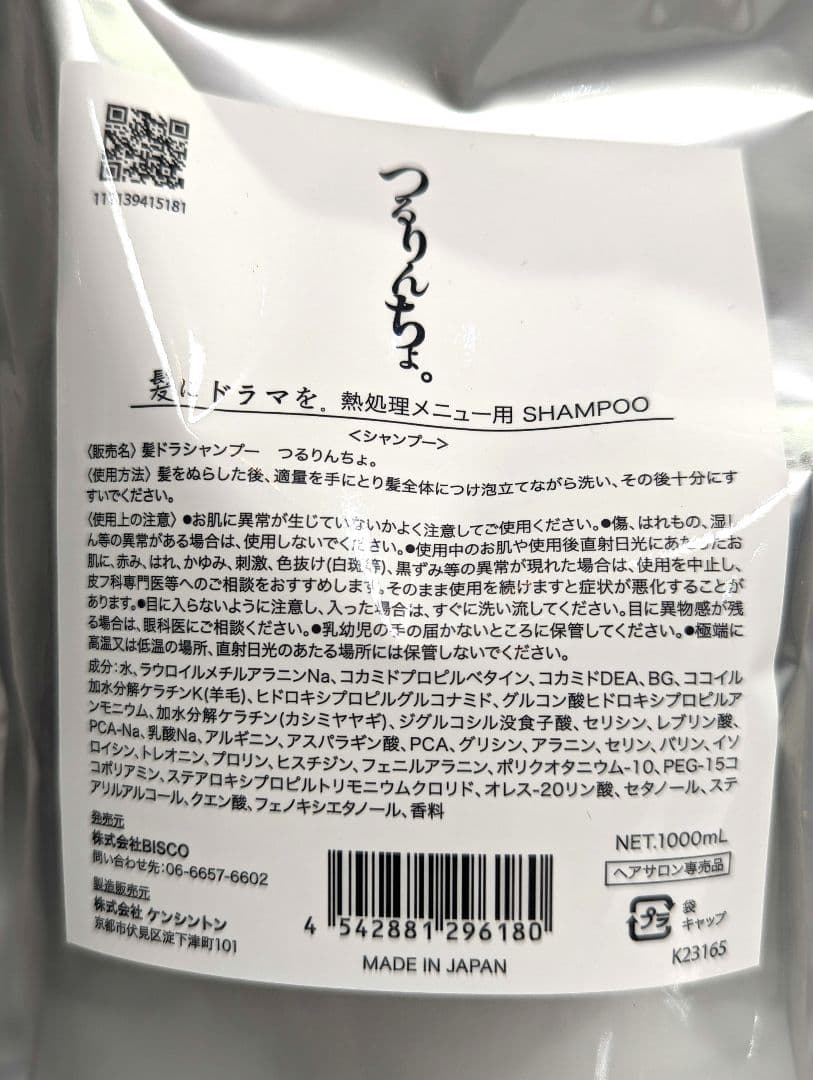 つるりんちょ。
髪にドラマを。熱処理メニュー用 SHAMPOO
<シャンプー>
〈販売名〉髪ドラシャンプー つるりんちょ。
〈使用方法〉髪をぬらした後、適量を手にとり髪全体につけ泡立てながら洗い、その後十分にす
すいでください。
〈使用上の注意〉●お肌に異常が生じていないかよく注意してご使用ください。●傷、はれもの、湿し
ん等の異常がある場合は、使用しないでください。●使用中のお肌や使用後直射日光にあたったお
肌に、赤み、はれ、かゆみ、刺激、色抜け(白斑等)、黒ずみ等の異常が現れた場合は、使用を中止し、
皮フ科専門医等へのご相談をおすすめします。そのまま使用を続けますと症状が悪化することが
あります。●目に入らないように注意し、入った場合は、すぐに洗い流してください。目に異物感が残
る場合は、眼科医にご相談ください。●乳幼児の手の届かないところに保管してください。●極端に
高温又は低温の場所、直射日光のあたる場所には保管しないでください。
成分:水、ラウロイルメチルアラニンNa、コカミドプロピルベタイン、コカミドDEA、BG、ココイル
加水分解ケラチンK(羊毛)、ヒドロキシプロピルグルコナミド、グルコン酸ヒドロキシプロピルア
ンモニウム、加水分解ケラチン(カシミヤヤギ)、ジグルコシル没食子酸、セリシン、レブリン酸、
PCA-Na、乳酸Na、アルギニン、アスパラギン酸、PCA、グリシン、アラニン、セリン、バリン、イソ
ロイシン、トレオニン、プロリン、ヒスチジン、フェニルアラニン、ポリクオタニウム-10、PEG-15コ
コポリアミン、ステアロキシプロピルトリモニウムクロリド、オレス-20リン酸、セタノール、ステ
アリルアルコール、クエン酸、フェノキシエタノール、香料
発売元
株式会社BISCO
問い合わせ先:06-6657-6602
製造販売元
株式会社 ケンシントン
京都市伏見区淀下津町101
4 542881 296180
MADE IN JAPAN
NET.1000mL
ヘアサロン専売品
プラ
袋
キャップ
K23165